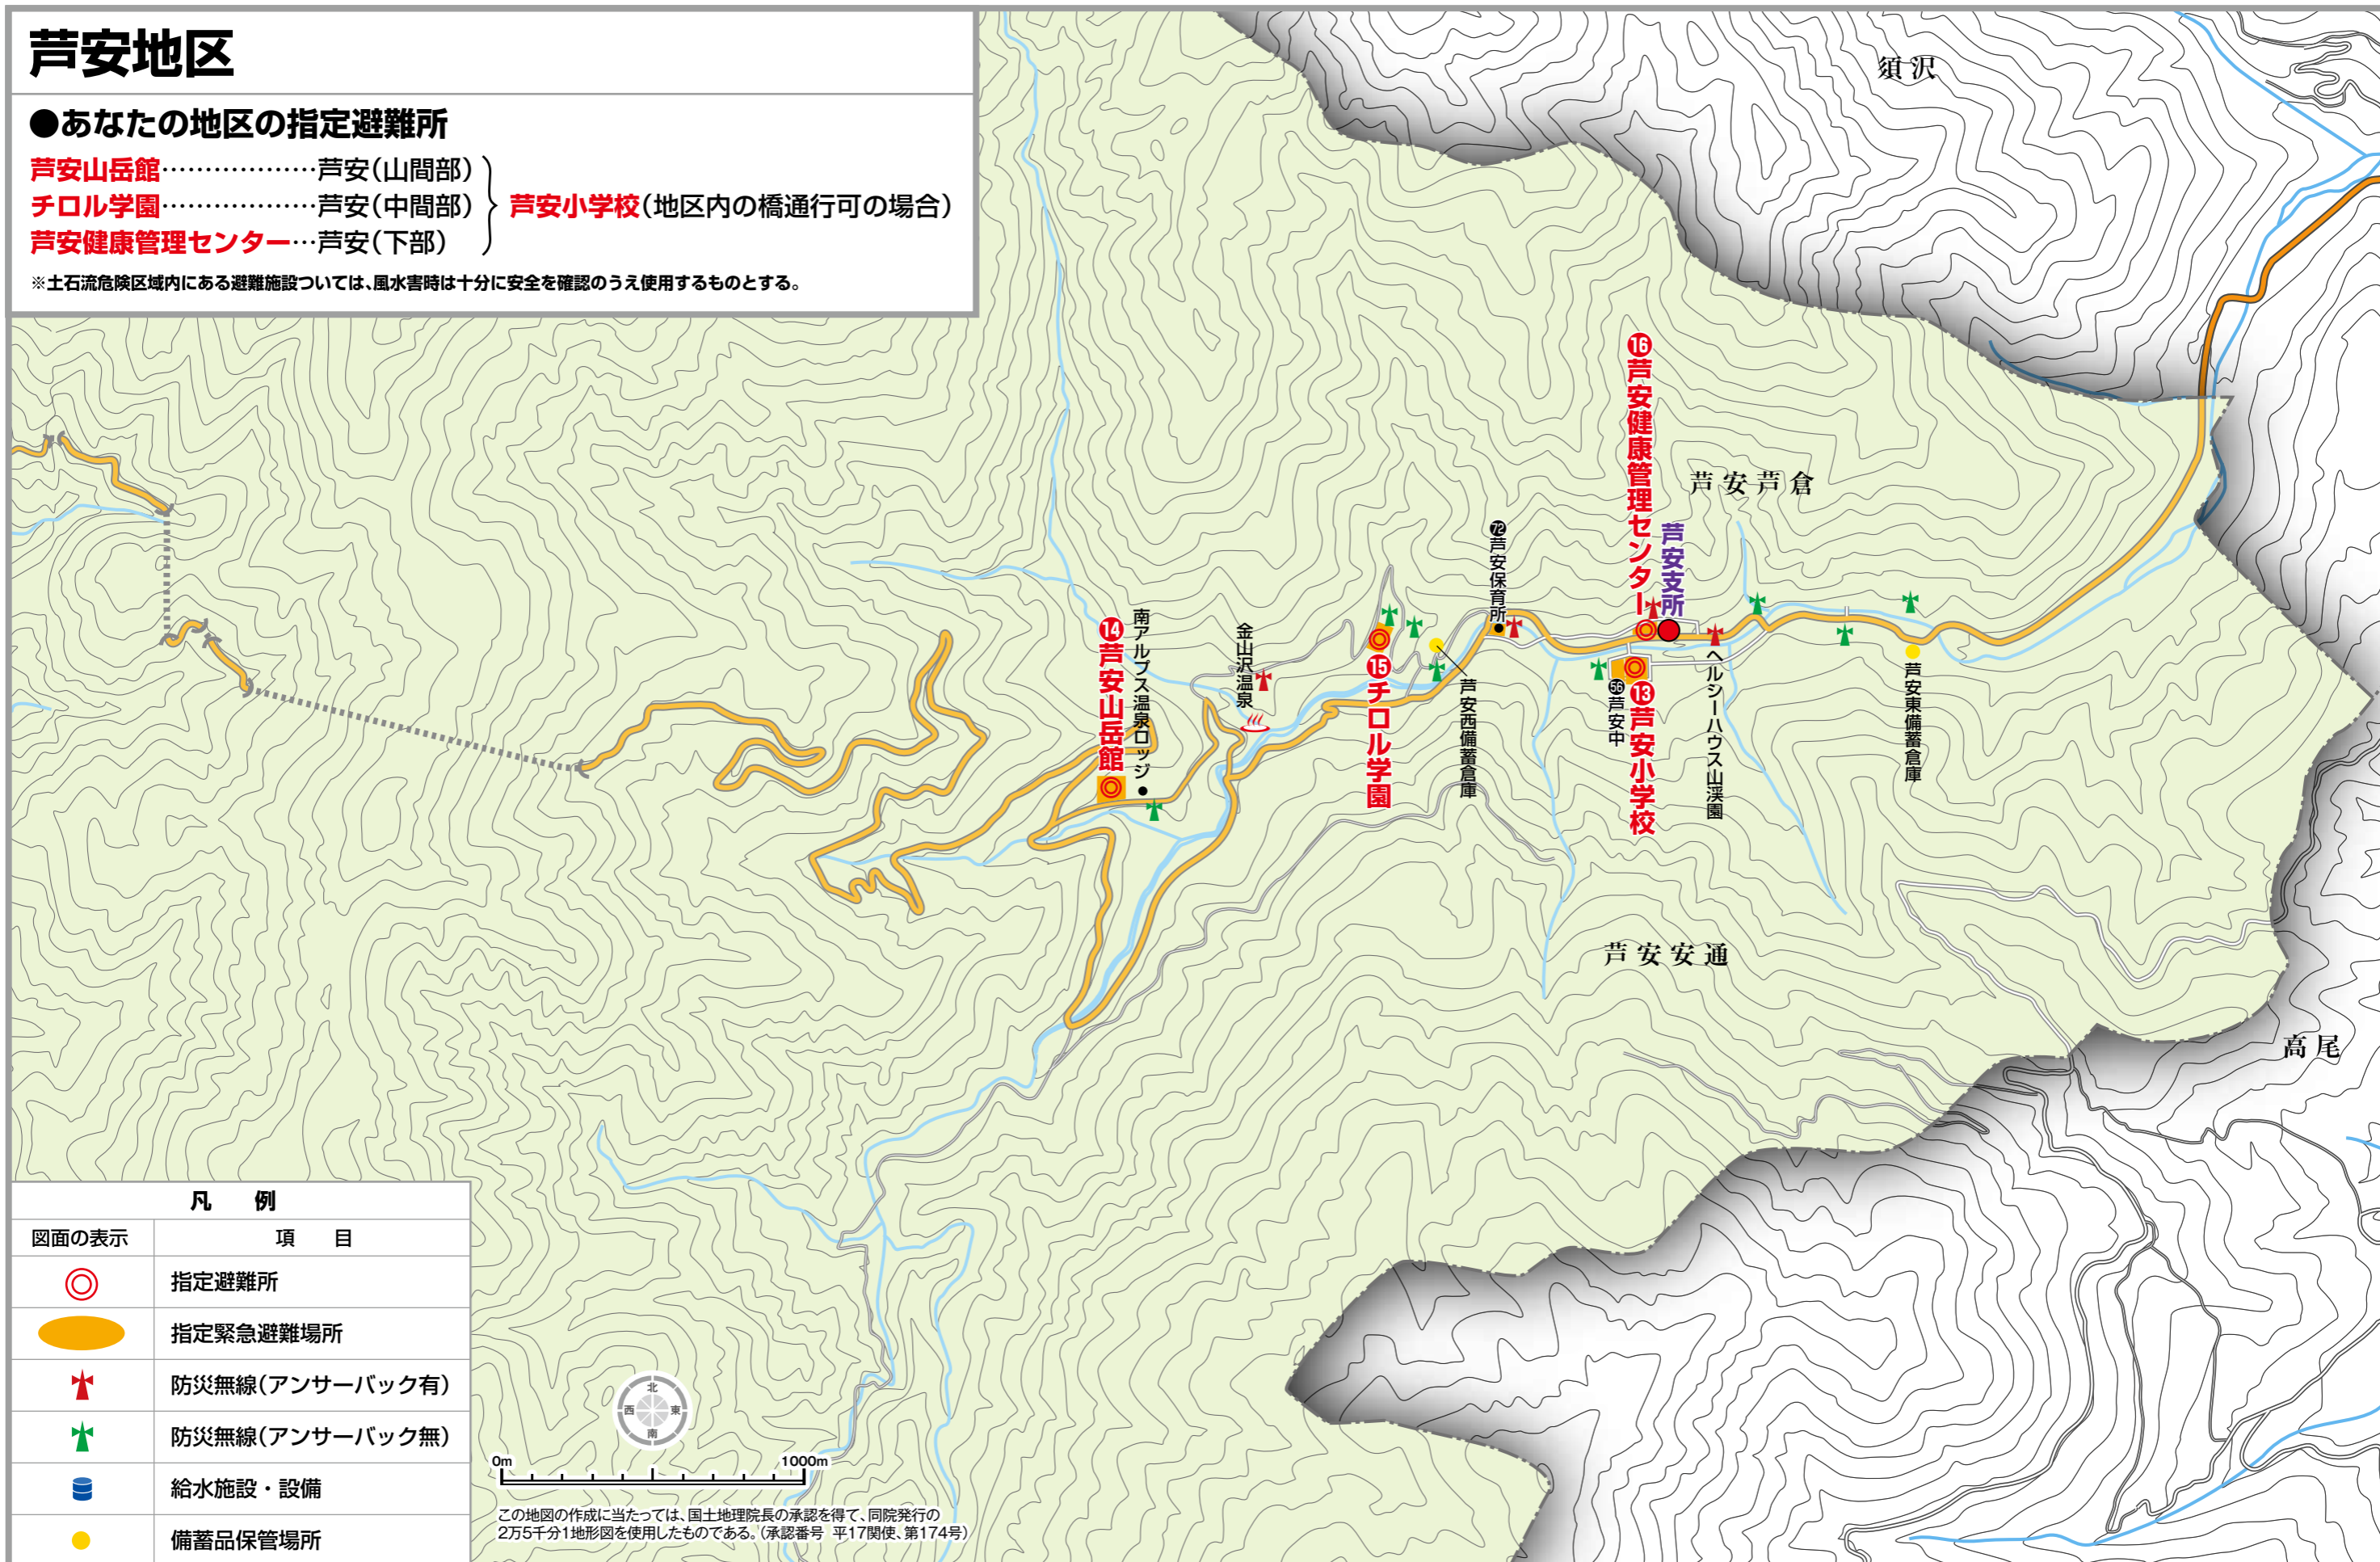 芦安地区
●あなたの地区の指定避難所
芦安山岳館………………芦安(山間部)
チロル学園………………芦安(中間部)
芦安健康管理センター…芦安(下部)
芦安小学校(地区内の橋通行可の場合)
※土石流危険区域内にある避難施設ついては、風水害時は十分に安全を確認のうえ使用するものとする。
須沢
⑯芦安健康管理センター
芦安支所
芦安芦倉
72芦安保育所
⑭芦安山岳館
南アルプス温泉ロッジ
金山沢温泉
⑮チロル学園
芦安西備蓄倉庫
56芦安中
⑬芦安小学校
ヘルシーハウス山渓園
芦安東備蓄倉庫
芦安安通
高尾
凡 例
図面の表示 項 目
指定避難所
指定緊急避難場所
防災無線(アンサーバック有)
防災無線(アンサーバック無)
給水施設・設備
備蓄品保管場所
北
西 東
南
0m 1000m
この地図の作成に当たっては、国土地理院長の承認を得て、同院発行の
2万5千分1地形図を使用したものである。(承認番号 平17関使、第174号)